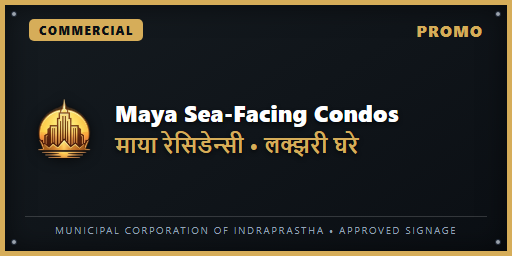 COMMERCIAL
PROMO
Maya Sea-Facing Condos
माया रेसिडेन्सी • लक्झरी घरे
MUNICIPAL CORPORATION OF INDRAPRASTHA • APPROVED SIGNAGE